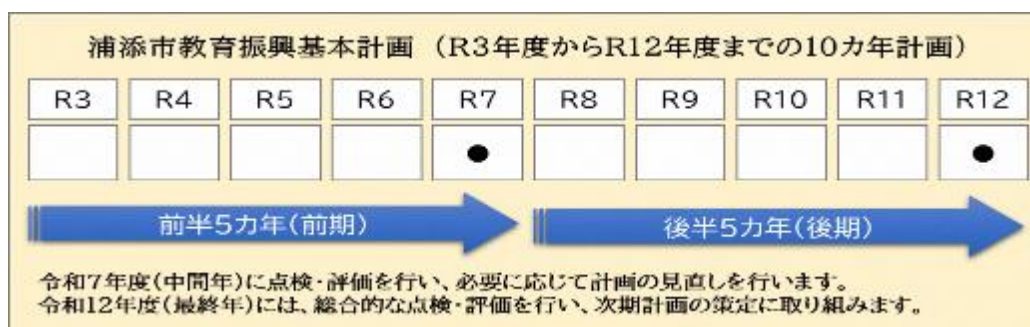 浦添市教育振興基本計画（R3年度からR12年度までの10カ年計画）
R3 R4 R5 R6 R7 R8 R9 R10 R11 R12
● ●
前半5カ年(前期) 後半5カ年(後期)
令和7年度(中間年)に点検・評価を行い、必要に応じて計画の見直しを行います。
令和12年度(最終年)には、総合的な点検・評価を行い、次期計画の策定に取り組みます。